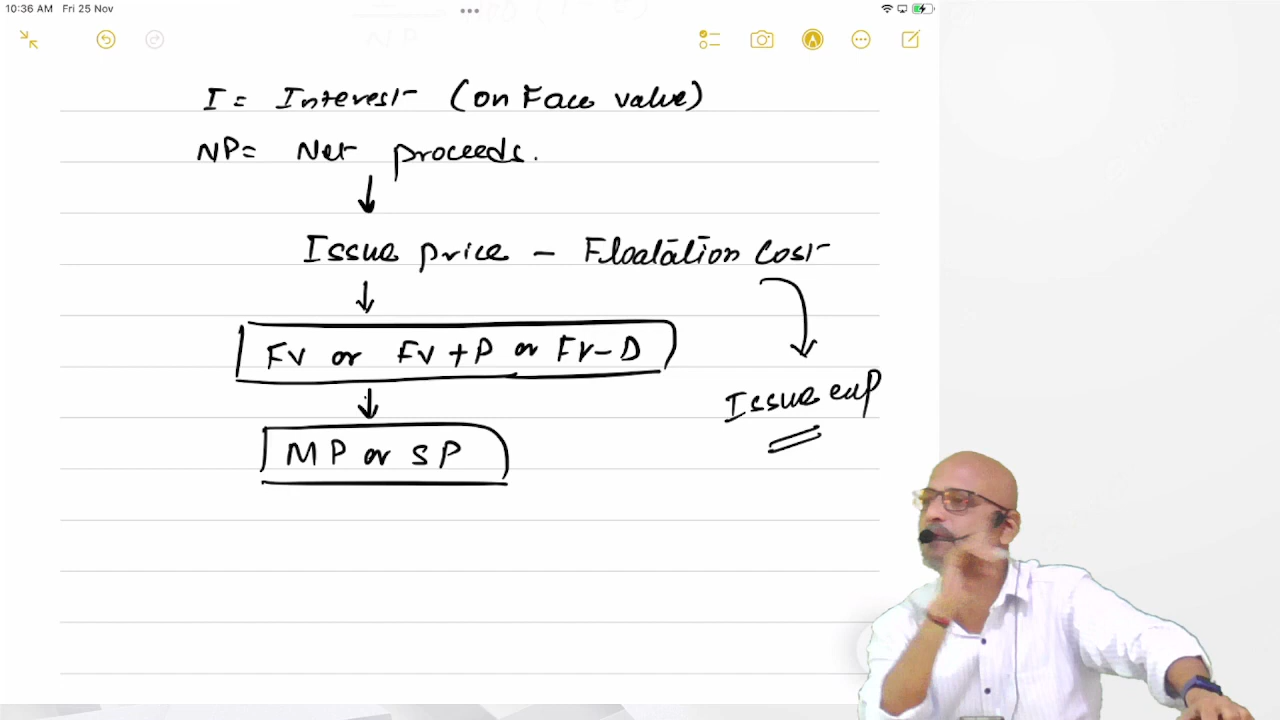 10:36 AM Fri 25 Nov
NP
I = Interest (on Face value)
NP = Net proceeds.
Issue price - Floatation Cost
FV or FV + P or FV - D
Issue exp
MP or SP